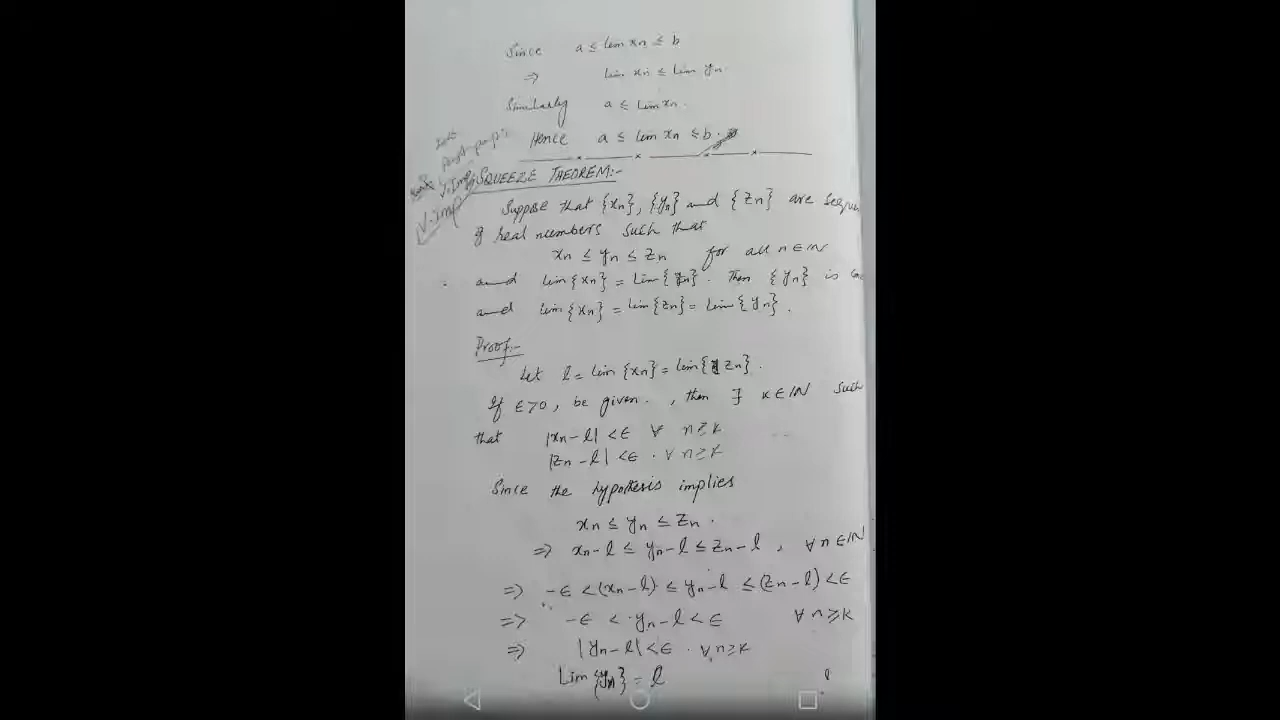 Since a ≤ lim xn ≤ b
⇒ lim xn ≤ lim yn.
Similarly a ≤ lim xn.
Hence a ≤ lim xn ≤ b.
V.Imp
V.Imp
SQUEEZE THEOREM:-
Suppose that {xn}, {yn} and {zn} are sequen
of real numbers such that
xn ≤ yn ≤ zn for all n ∈ IN
and lim{xn} = lim{yn}. Then {yn} is
and lim{xn} = lim{zn} = lim{yn}.
Proof:-
Let l = lim{xn} = lim{zn}.
If ϵ>0, be given., then ∃ K ∈ IN such
that |xn-l| <ϵ ∀ n≥K
|zn-l| <ϵ. ∀ n≥K
Since the hypothesis implies
xn ≤ yn ≤ zn.
⇒ xn-l ≤ yn-l ≤ zn-l, ∀ n ∈ IN
⇒ -ϵ <(xn-l) ≤ yn-l ≤(zn-l) <ϵ
⇒ -ϵ < yn-l <ϵ ∀ n ≥K
⇒ |yn-l| <ϵ. ∀ n≥K
Lim{yn} = l